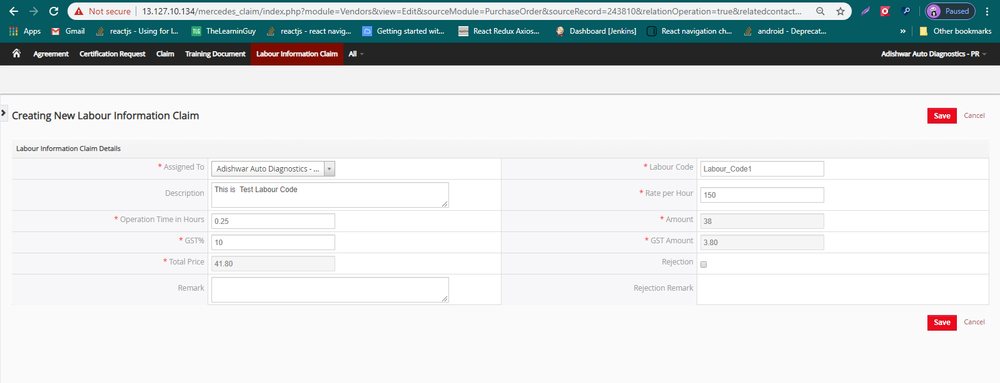 Not secure 13.127.10.134/mercedes_claim/index.php?module=Vendors&view=Edit&sourceModule=PurchaseOrder&sourceRecord=243810&relationOperation=true&relatedcontact... Paused
Apps Gmail reactjs - Using for l... TLG TheLearnGuy reactjs - react navig... Getting started wit... React Redux Axios... Dashboard [Jenkins] React navigation ch... android - Deprecat... » Other bookmarks
Agreement Certification Request Claim Training Document Labour Information Claim All Adishwar Auto Diagnostics - PR
Creating New Labour Information Claim Save Cancel
Labour Information Claim Details
* Assigned To Adishwar Auto Diagnostics - ... * Labour Code Labour_Code1
Description This is  Test Labour Code * Rate per Hour 150
* Operation Time in Hours 0.25 * Amount 38
* GST% 10 * GST Amount 3.80
* Total Price 41.80 Rejection
Remark Rejection Remark
Save Cancel